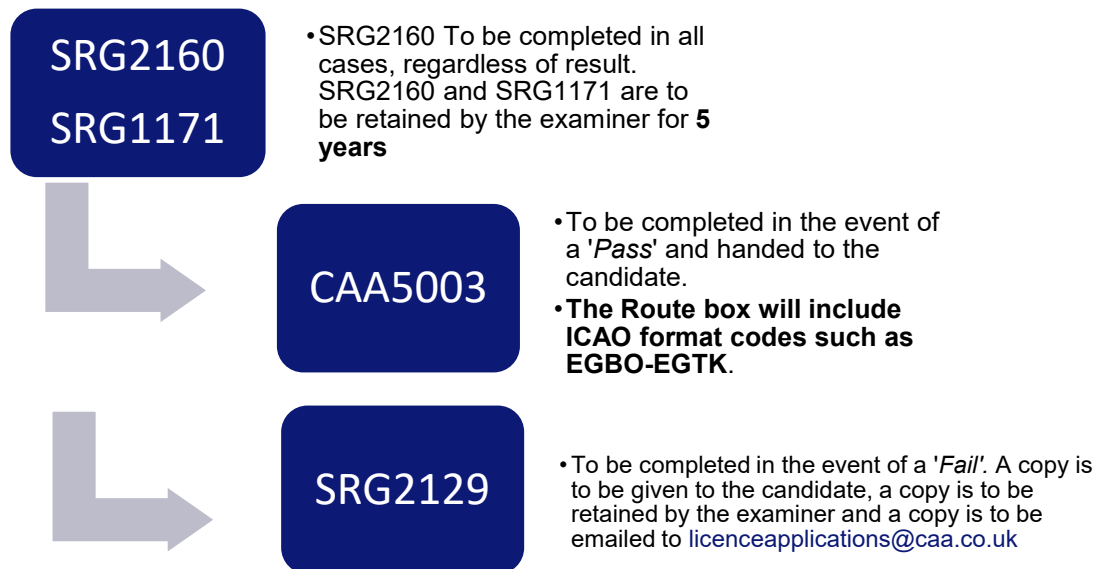 SRG2160
SRG1171
•SRG2160 To be completed in all
cases, regardless of result.
SRG2160 and SRG1171 are to
be retained by the examiner for 5
years
CAA5003
•To be completed in the event of
a 'Pass' and handed to the
candidate.
•The Route box will include
ICAO format codes such as
EGBO-EGTK.
SRG2129
•To be completed in the event of a 'Fail'. A copy is
to be given to the candidate, a copy is to be
retained by the examiner and a copy is to be
emailed to licenceapplications@caa.co.uk